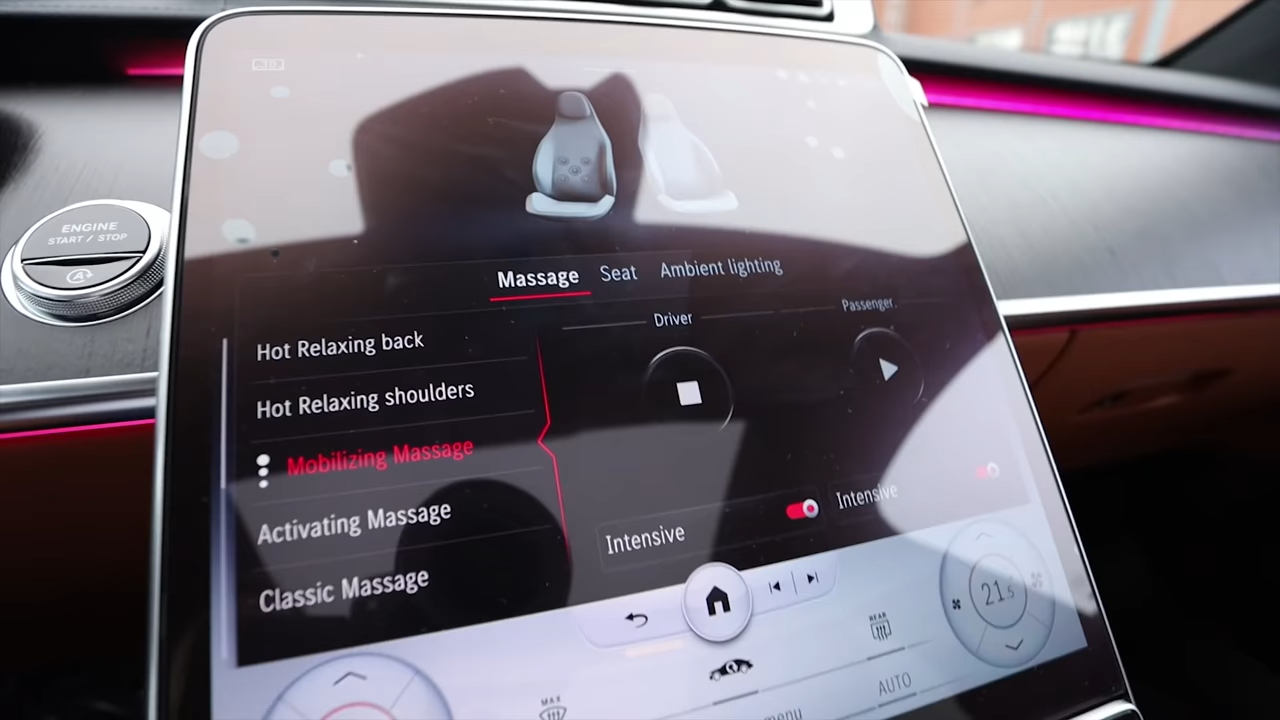 ENGINE
START / STOP
A
Massage Seat Ambient lighting
Driver
Passenger
Hot Relaxing back
Hot Relaxing shoulders
Mobilizing Massage
Activating Massage
Classic Massage
Intensive
Intensive
21.5
REAR
MAX
AUTO
menu